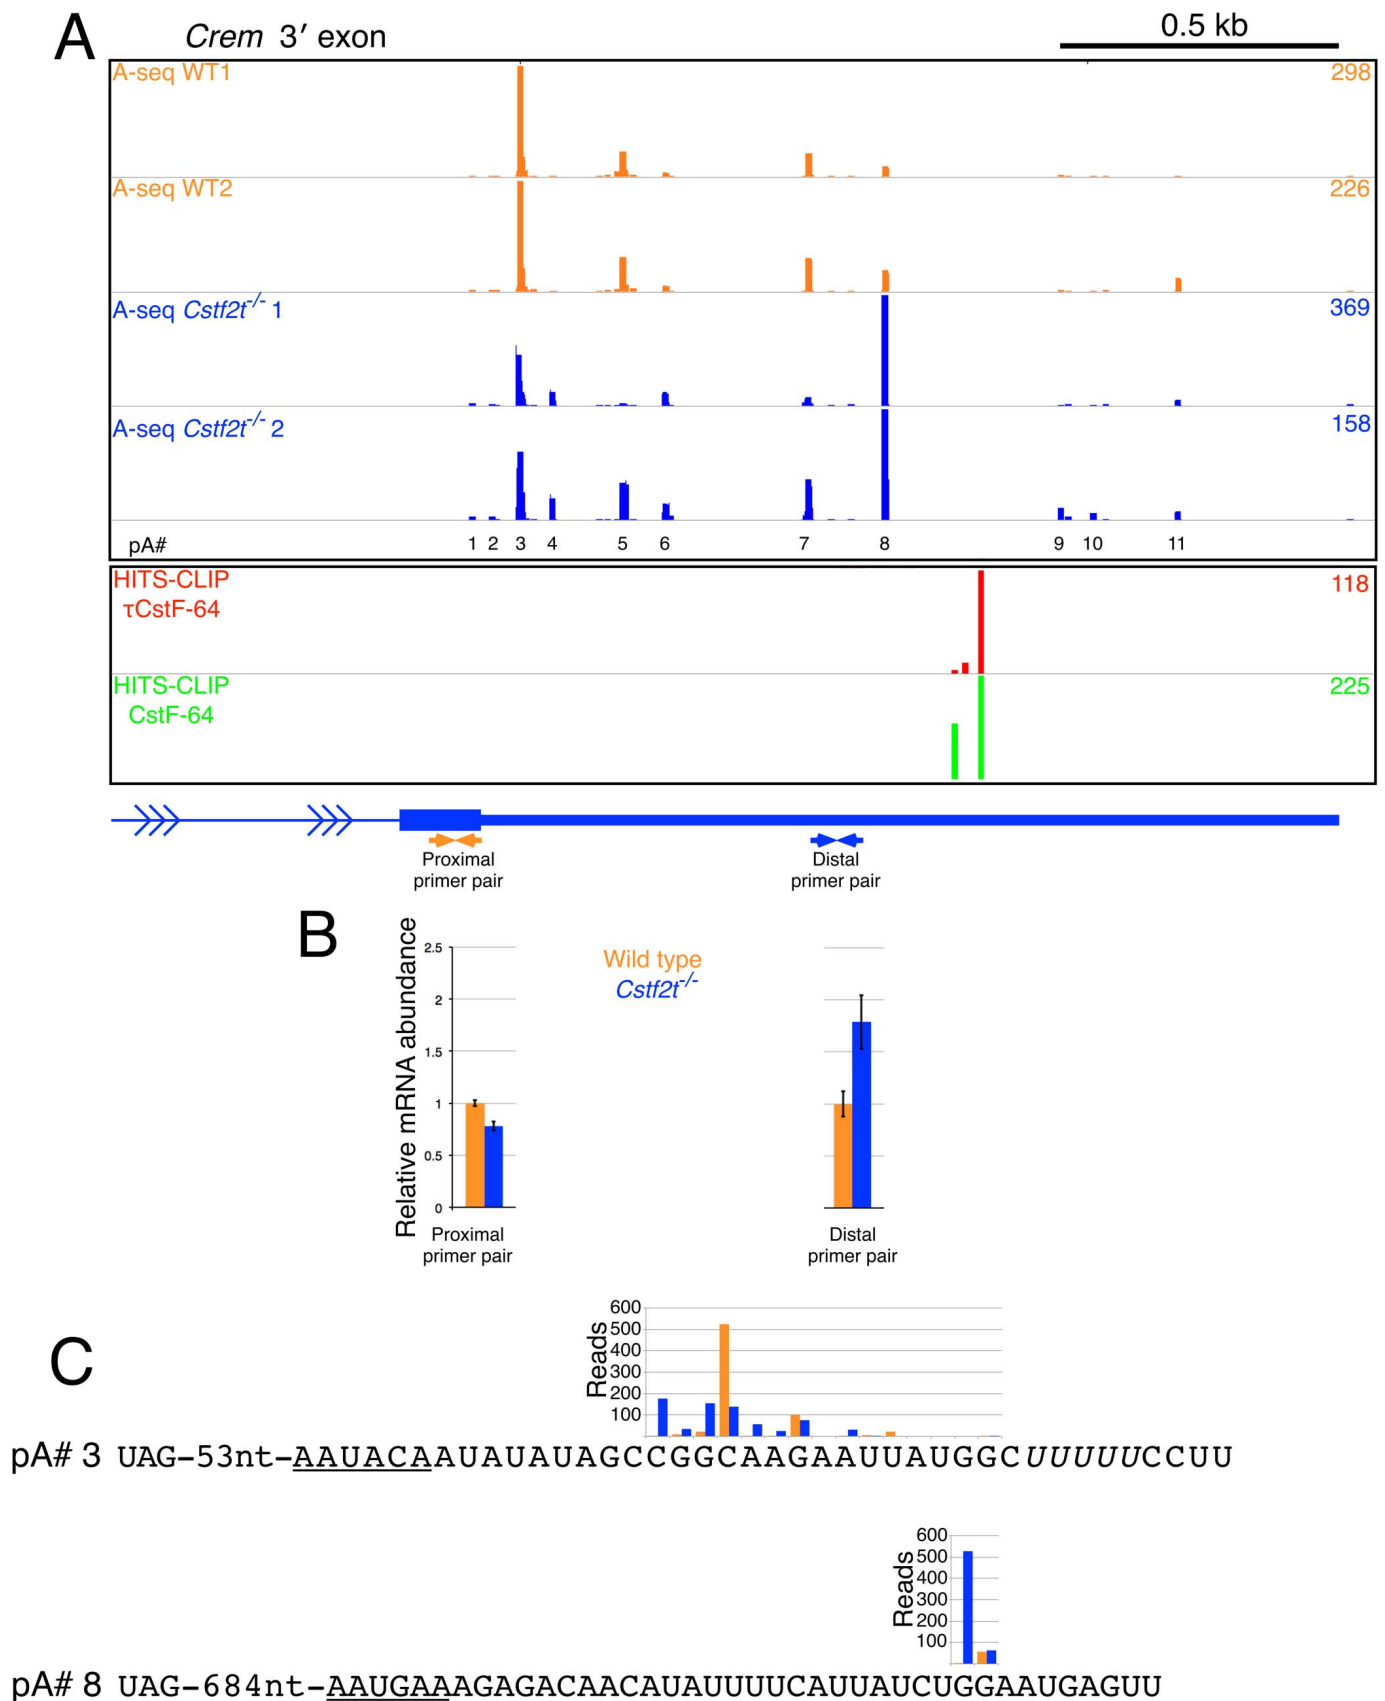 A
Crem 3′ exon
0.5 kb
A-seq WT1
298
A-seq WT2
226
A-seq Cstf2t-/- 1
369
A-seq Cstf2t-/- 2
158
pA# 1 2 3 4 5 6 7 8 9 10 11
HITS-CLIP
τCstF-64
118
HITS-CLIP
CstF-64
225
Proximal
primer pair
Distal
primer pair
B
Relative mRNA abundance
2.5
2
1.5
1
0.5
0
Wild type
Cstf2t-/-
Proximal
primer pair
Distal
primer pair
C
Reads
600
500
400
300
200
100
pA# 3 UAG-53nt-AAUACAAUAUAUAGCCGGCAAGAAUUAUGGCUUUUUCCUU
Reads
600
500
400
300
200
100
pA# 8 UAG-684nt-AAUGAAAGAGACAACAUAUUUUCAUUAUCUGGAAUGAGUU